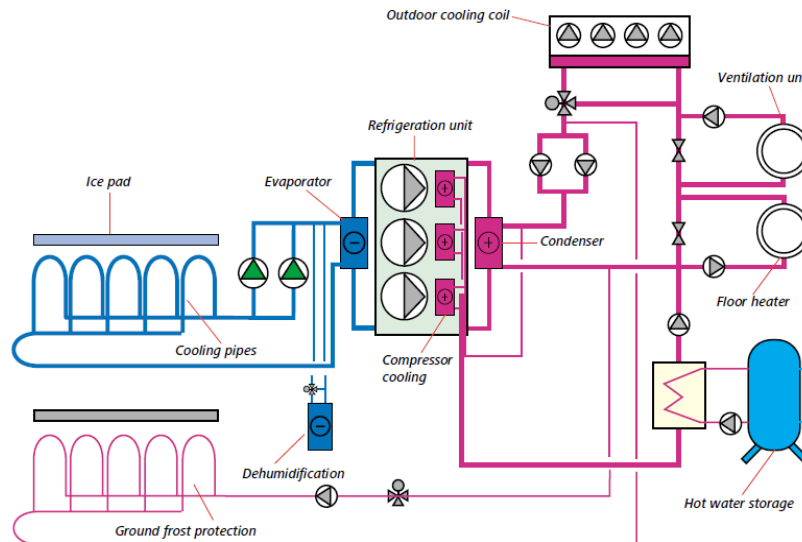 Outdoor cooling coil
Ventilation un
Refrigeration unit
Ice pad
Evaporator
Condenser
Floor heater
Cooling pipes
Compressor
cooling
Dehumidification
Hot water storage
Ground frost protection